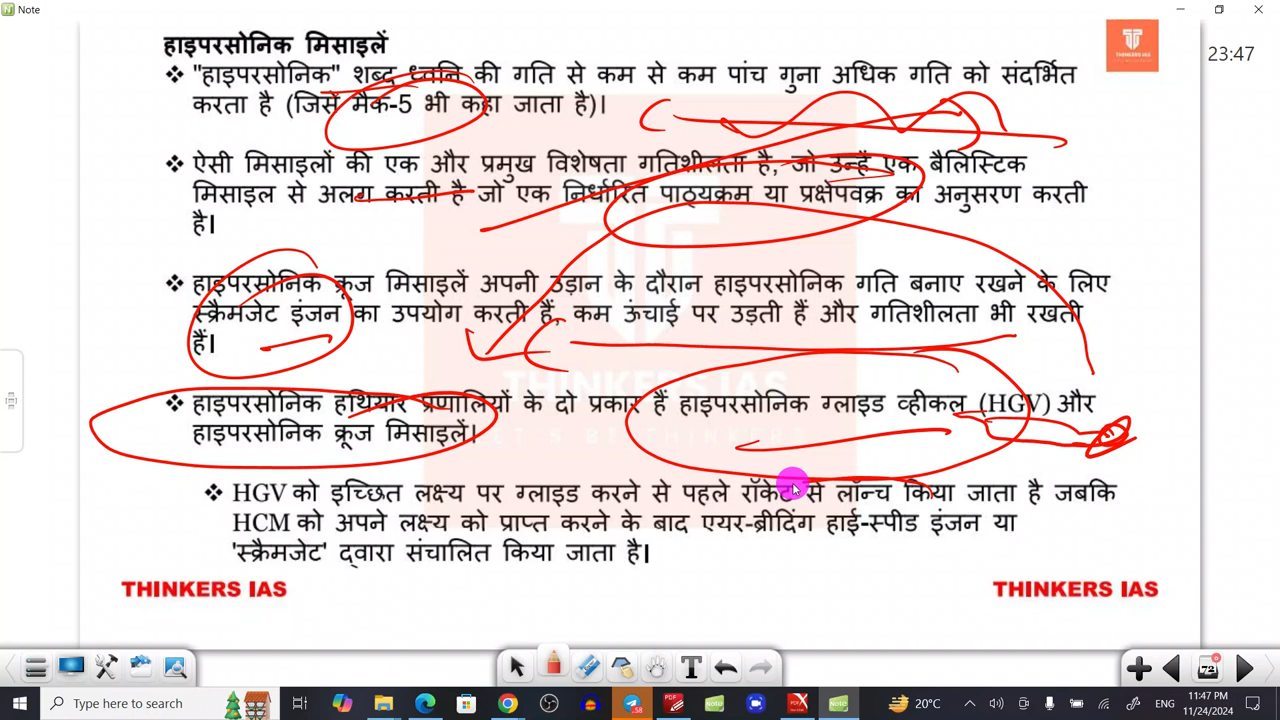 Note
हाइपरसोनिक मिसाइलें
THINKERS IAS
23:47
❖ "हाइपरसोनिक" शब्द ध्वनि की गति से कम से कम पांच गुना अधिक गति को संदर्भित
करता है (जिसे मैक-5 भी कहा जाता है)।
❖ ऐसी मिसाइलों की एक और प्रमुख विशेषता गतिशीलता है, जो उन्हें एक बैलिस्टिक
मिसाइल से अलग करती है जो एक निर्धारित पाठ्यक्रम या प्रक्षेपवक्र का अनुसरण करती
है।
❖ हाइपरसोनिक क्रूज मिसाइलें अपनी उड़ान के दौरान हाइपरसोनिक गति बनाए रखने के लिए
स्क्रैमजेट इंजन का उपयोग करती हैं, कम ऊंचाई पर उड़ती हैं और गतिशीलता भी रखती
हैं।
THINKERS IAS
❖ हाइपरसोनिक हथियार प्रणालियों के दो प्रकार हैं हाइपरसोनिक ग्लाइड व्हीकल (HGV) और
हाइपरसोनिक क्रूज मिसाइलें।
❖ HGV को इच्छित लक्ष्य पर ग्लाइड करने से पहले रॉकेट से लॉन्च किया जाता है जबकि
HCM को अपने लक्ष्य को प्राप्त करने के बाद एयर-ब्रीदिंग हाई-स्पीड इंजन या
'स्क्रैमजेट' द्वारा संचालित किया जाता है।
THINKERS IAS
THINKERS IAS
72
Type here to search
58
20°C
ENG
11:47 PM
11/24/2024